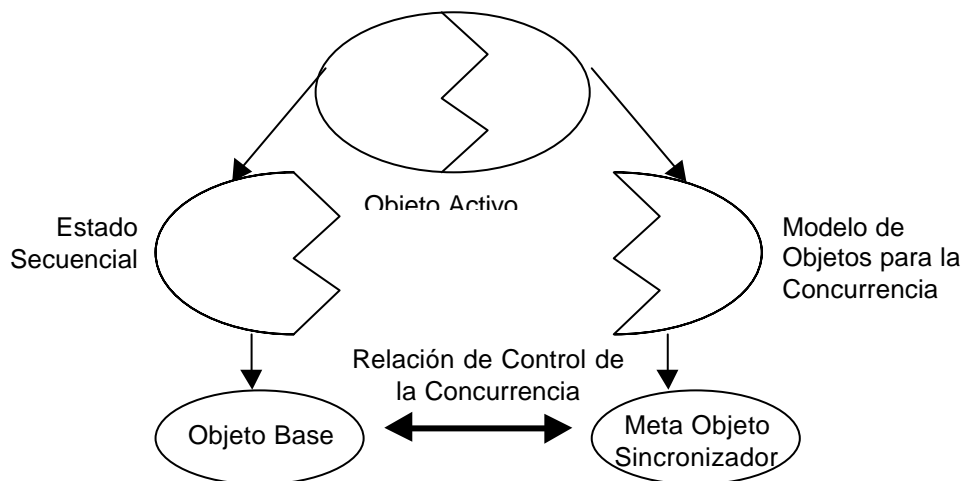 Objeto Activo
Estado
Secuencial
Modelo de
Objetos para la
Concurrencia
Relación de Control de
la Concurrencia
Objeto Base
Meta Objeto
Sincronizador